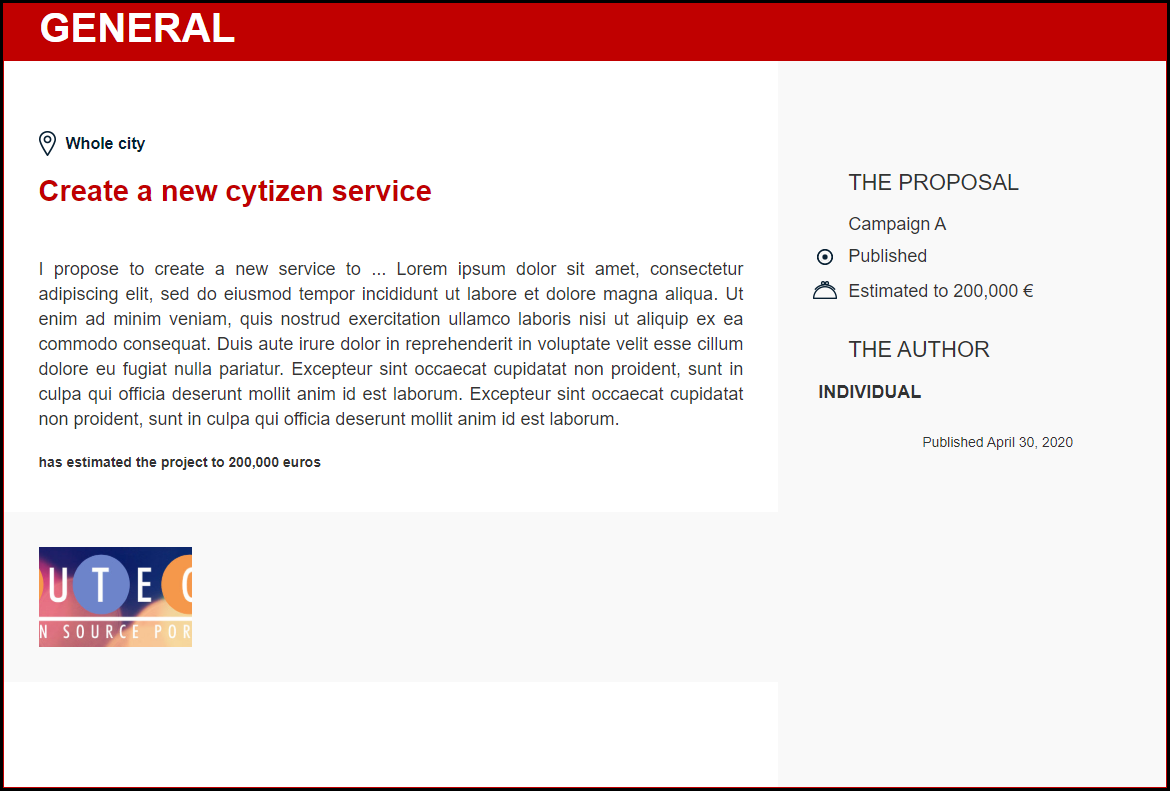 GENERAL
Whole city
Create a new cytizen service
I propose to create a new service to ... Lorem ipsum dolor sit amet, consectetur
adipiscing elit, sed do eiusmod tempor incididunt ut labore et dolore magna aliqua. Ut
enim ad minim veniam, quis nostrud exercitation ullamco laboris nisi ut aliquip ex ea
commodo consequat. Duis aute irure dolor in reprehenderit in voluptate velit esse cillum
dolore eu fugiat nulla pariatur. Excepteur sint occaecat cupidatat non proident, sunt in
culpa qui officia deserunt mollit anim id est laborum. Excepteur sint occaecat cupidatat
non proident, sunt in culpa qui officia deserunt mollit anim id est laborum.
has estimated the project to 200,000 euros
UTEC
N SOURCE POR
THE PROPOSAL
Campaign A
Published
Estimated to 200,000 €
THE AUTHOR
INDIVIDUAL
Published April 30, 2020